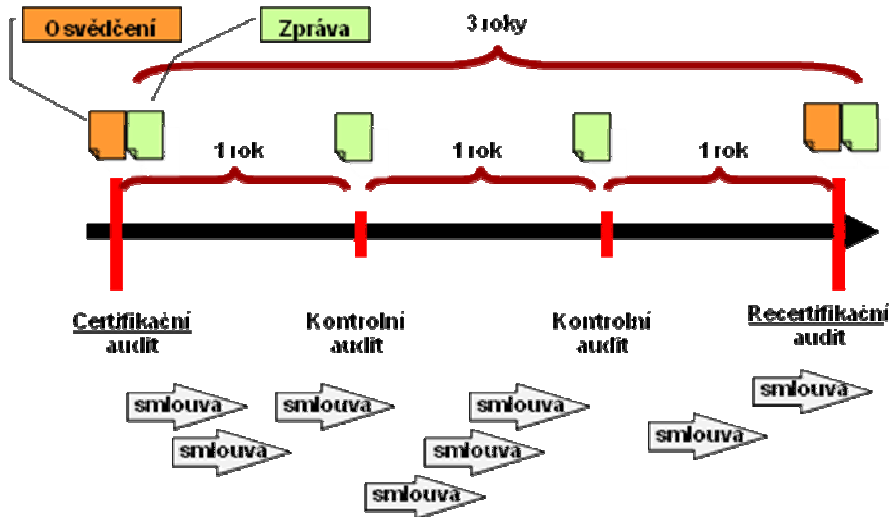 Osvědčení
Zpráva
3 roky
1 rok
1 rok
1 rok
Certifikační
audit
Kontrolní
audit
Kontrolní
audit
Recertifikační
audit
smlouva
smlouva
smlouva
smlouva
smlouva
smlouva
smlouva
smlouva